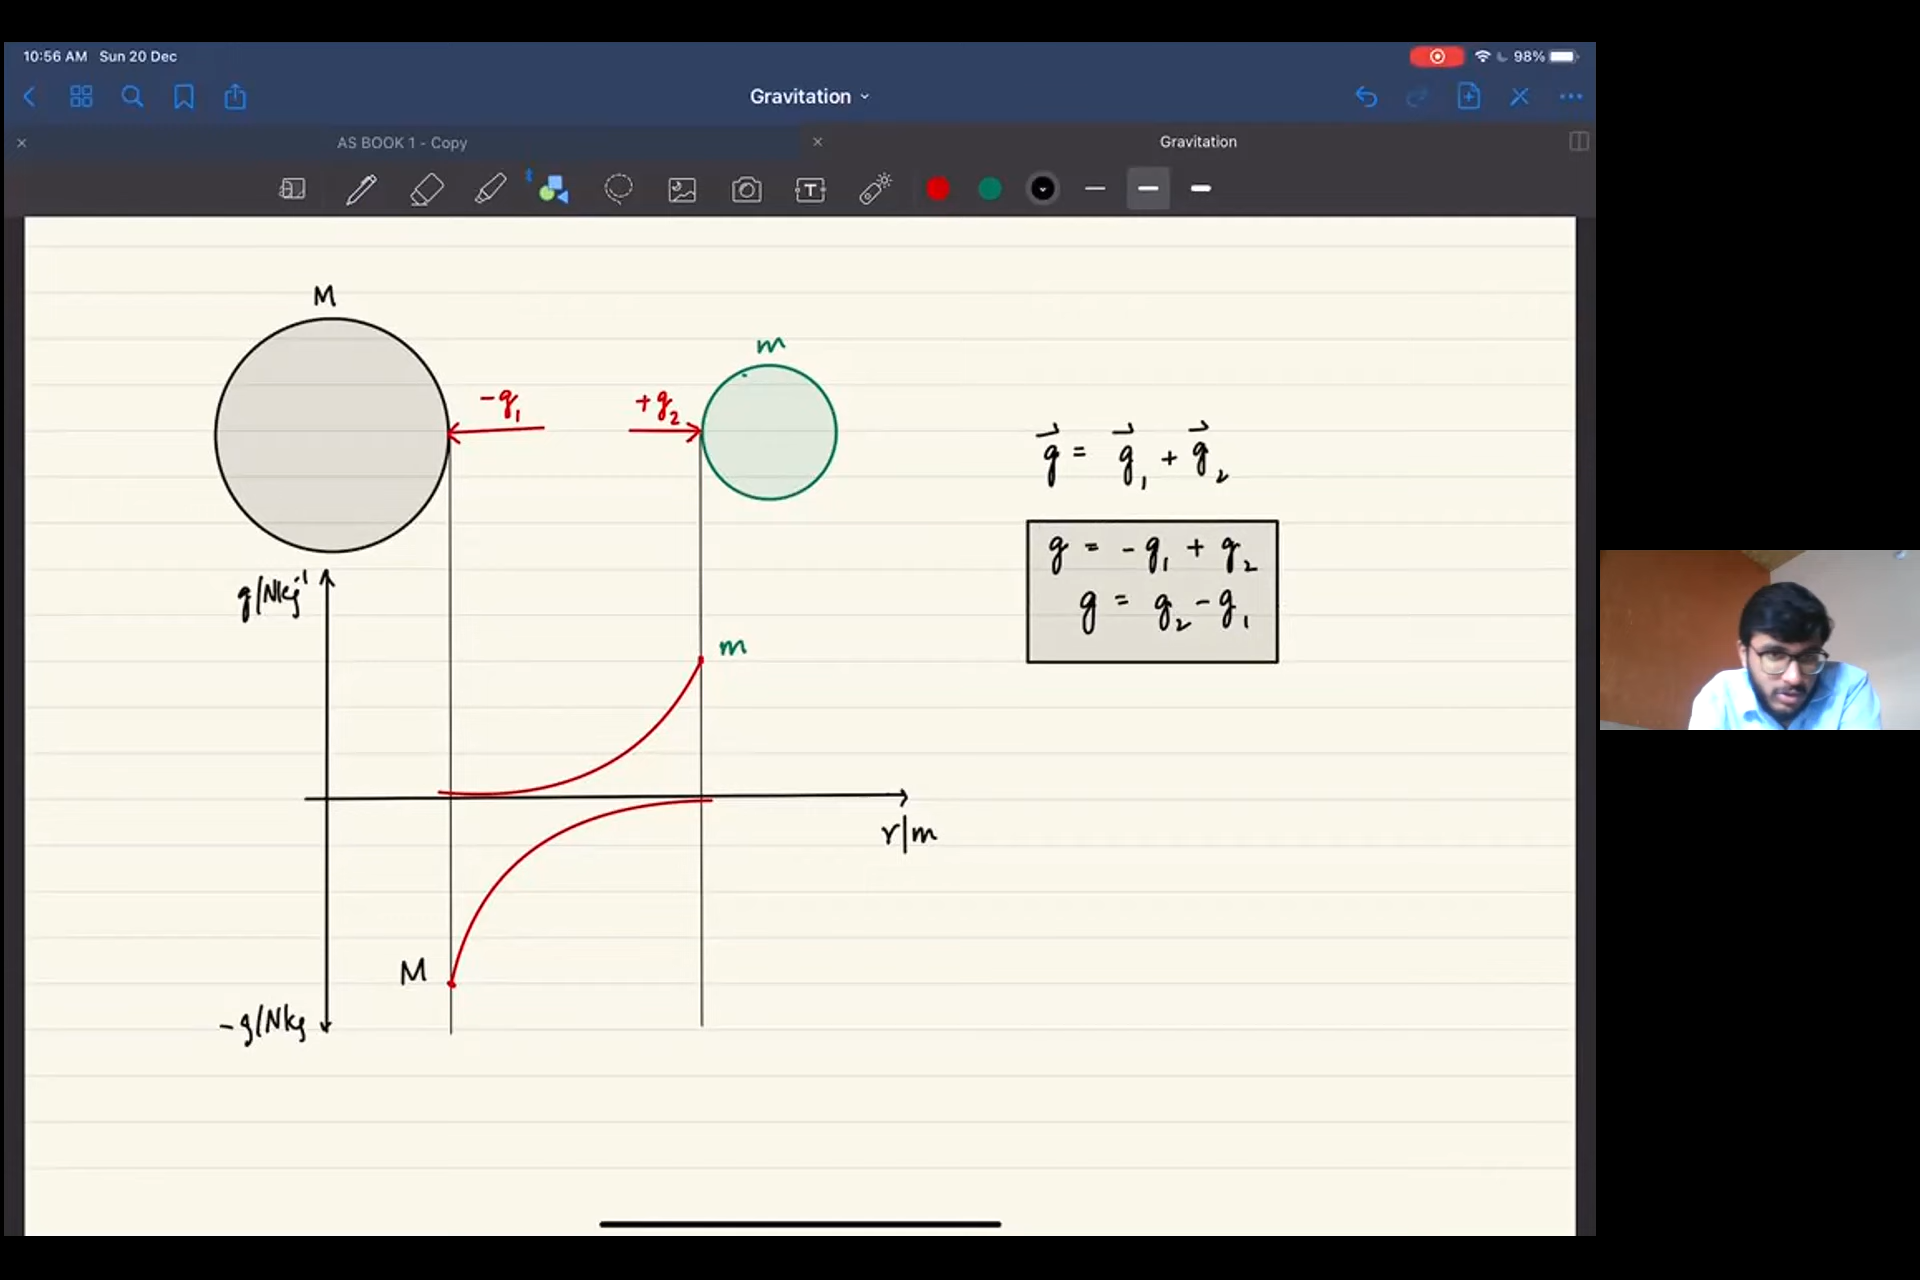 10:56 AM Sun 20 Dec
98%
Gravitation
AS BOOK 1 - Copy
Gravitation
T
M
m
-g₁
+g₂
g⃗ = g⃗₁ + g⃗₂
g = -g₁ + g₂
g = g₂ - g₁
g/Nkg⁻¹
m
r/m
M
-g/Nkg